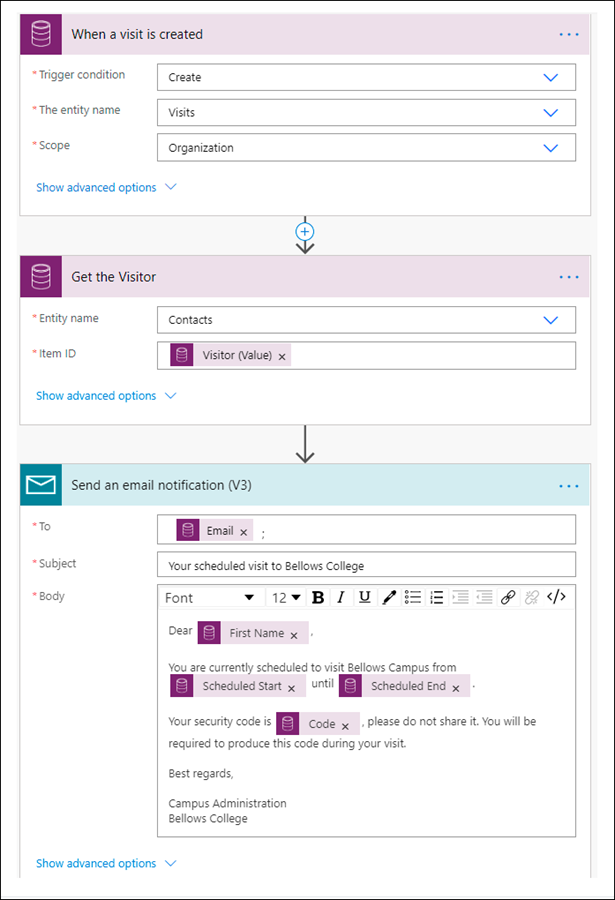 When a visit is created
...
* Trigger condition Create
* The entity name Visits
* Scope Organization
Show advanced options
Get the Visitor
...
* Entity name Contacts
* Item ID Visitor (Value) ×
Show advanced options
Send an email notification (V3)
...
* To Email × ;
* Subject Your scheduled visit to Bellows College
* Body Font 12 B I U </>
Dear First Name × ,
You are currently scheduled to visit Bellows Campus from
Scheduled Start × until Scheduled End × .
Your security code is Code × , please do not share it. You will be
required to produce this code during your visit.
Best regards,
Campus Administration
Bellows College
Show advanced options